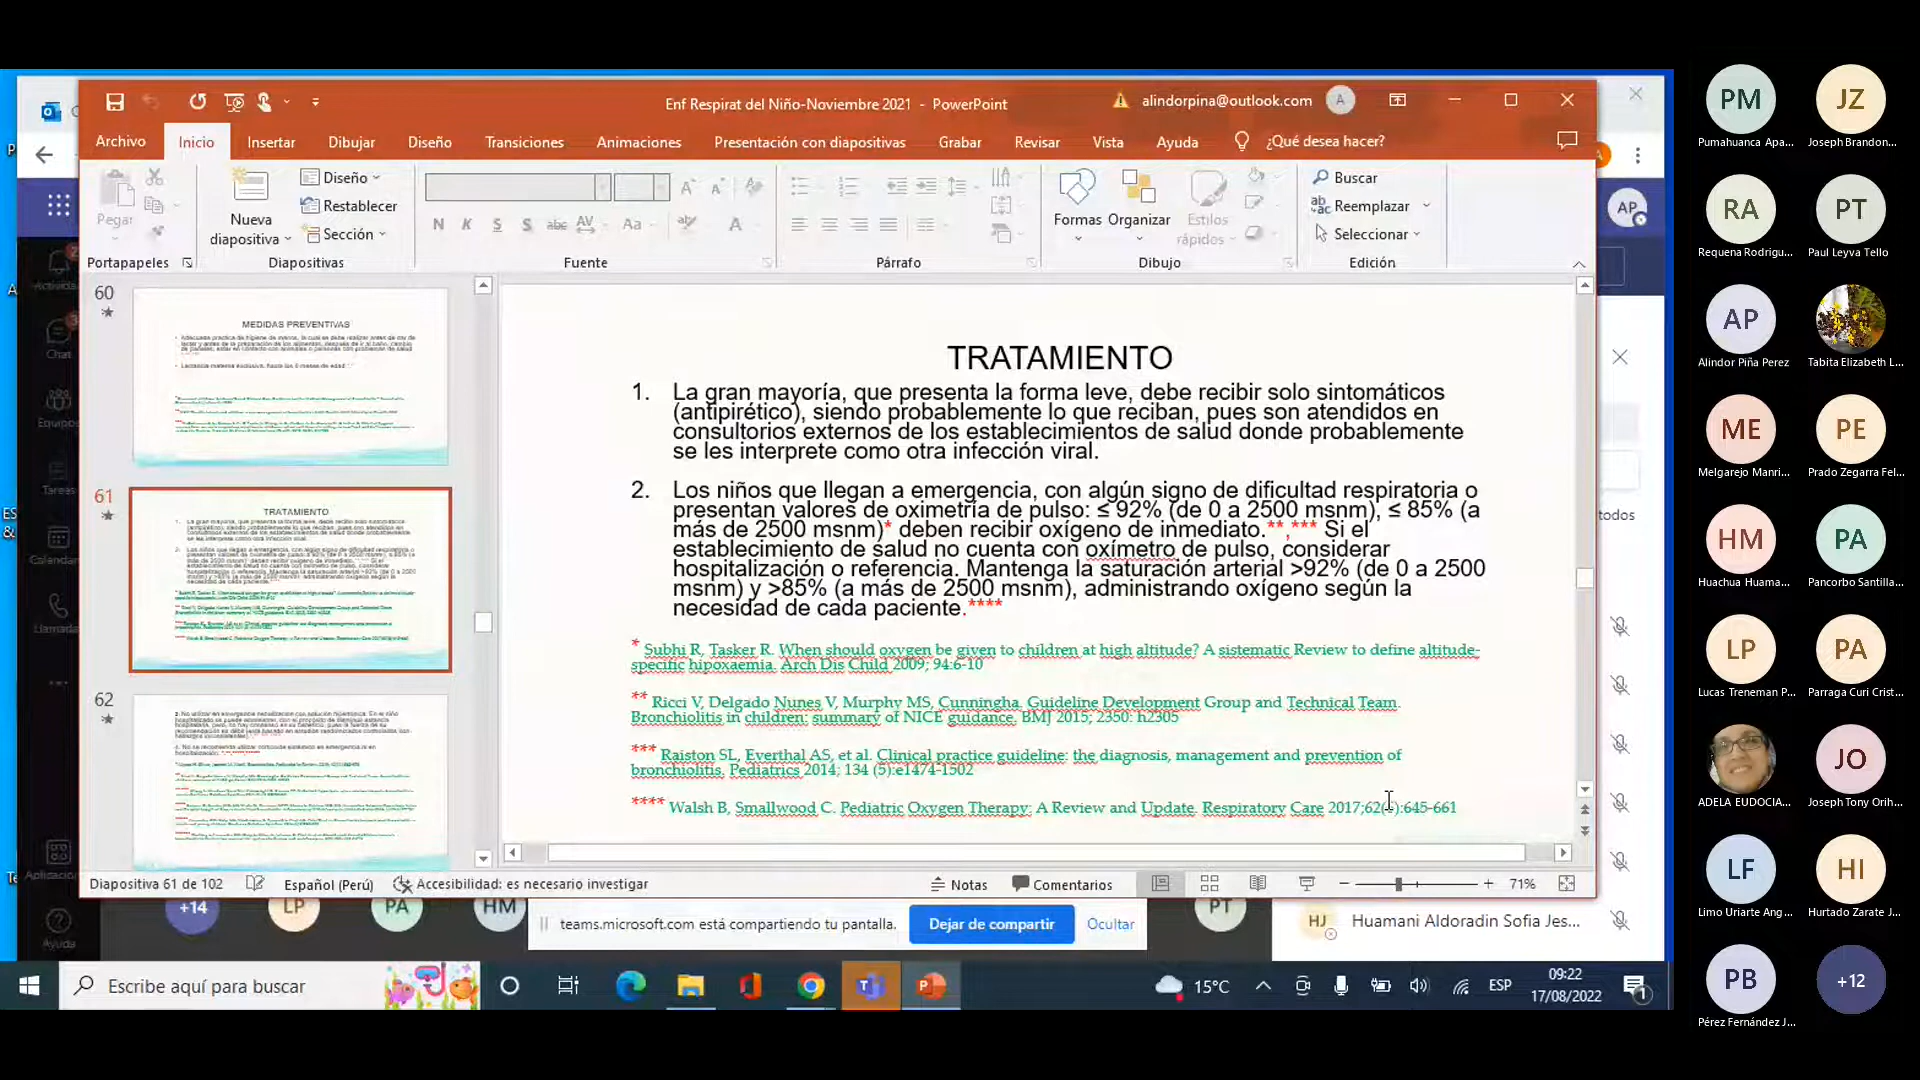 Enf Respirat del Niño-Noviembre 2021 - PowerPoint
alindorpina@outlook.com
A
Archivo
Inicio
Insertar
Dibujar
Diseño
Transiciones
Animaciones
Presentación con diapositivas
Grabar
Revisar
Vista
Ayuda
¿Qué desea hacer?
Pegar
Nueva
diapositiva
Diseño
Restablecer
Sección
Formas
Organizar
Estilos
rápidos
Buscar
Reemplazar
Seleccionar
Portapapeles
Diapositivas
Fuente
Párrafo
Dibujo
Edición
60
MEDIDAS PREVENTIVAS
61
TRATAMIENTO
62
TRATAMIENTO
1. La gran mayoría, que presenta la forma leve, debe recibir solo sintomáticos
(antipirético), siendo probablemente lo que reciban, pues son atendidos en
consultorios externos de los establecimientos de salud donde probablemente
se les interprete como otra infección viral.
2. Los niños que llegan a emergencia, con algún signo de dificultad respiratoria o
presentan valores de oximetría de pulso: ≤ 92% (de 0 a 2500 msnm), ≤ 85% (a
más de 2500 msnm)* deben recibir oxígeno de inmediato.**,*** Si el
establecimiento de salud no cuenta con oxímetro de pulso, considerar
hospitalización o referencia. Mantenga la saturación arterial >92% (de 0 a 2500
msnm) y >85% (a más de 2500 msnm), administrando oxígeno según la
necesidad de cada paciente.****
* Subhi R, Tasker R. When should oxygen be given to children at high altitude? A sistematic Review to define altitude-
specific hipoxaemia. Arch Dis Child 2009; 94:6-10
** Ricci V, Delgado Nunes V, Murphy MS, Cunningha. Guideline Development Group and Technical Team.
Bronchiolitis in children: summary of NICE guidance. BMJ 2015; 2350: h2305
*** Raiston SL, Everthal AS, et al. Clinical practice guideline: the diagnosis, management and prevention of
bronchiolitis. Pediatrics 2014; 134 (5):e1474-1502
**** Walsh B, Smallwood C. Pediatric Oxygen Therapy: A Review and Update. Respiratory Care 2017;62( ):645-661
Diapositiva 61 de 102
Español (Perú)
Accesibilidad: es necesario investigar
Notas
Comentarios
71%
Chat
Tareas
Ayuda
AP
todos
+14
LP
PA
HM
teams.microsoft.com está compartiendo tu pantalla.
Dejar de compartir
Ocultar
PT
HJ
Huamani Aldoradin Sofia Jes...
Escribe aquí para buscar
15°C
ESP
09:22
17/08/2022
1
PM
Pumahuanca Apa...
JZ
Joseph Brandon...
RA
Requena Rodrigu...
PT
Paul Leyva Tello
AP
Alindor Piña Perez
Tabita Elizabeth L...
ME
Melgarejo Manri...
PE
Prado Zegarra Fel...
HM
Huachua Huama...
PA
Pancorbo Santilla...
LP
Lucas Treneman P...
PA
Parraga Curi Crist...
ADELA EUDOCIA...
JO
Joseph Tony Orih...
LF
Limo Uriarte Ang...
HI
Hurtado Zarate J...
PB
Pérez Fernández J...
+12